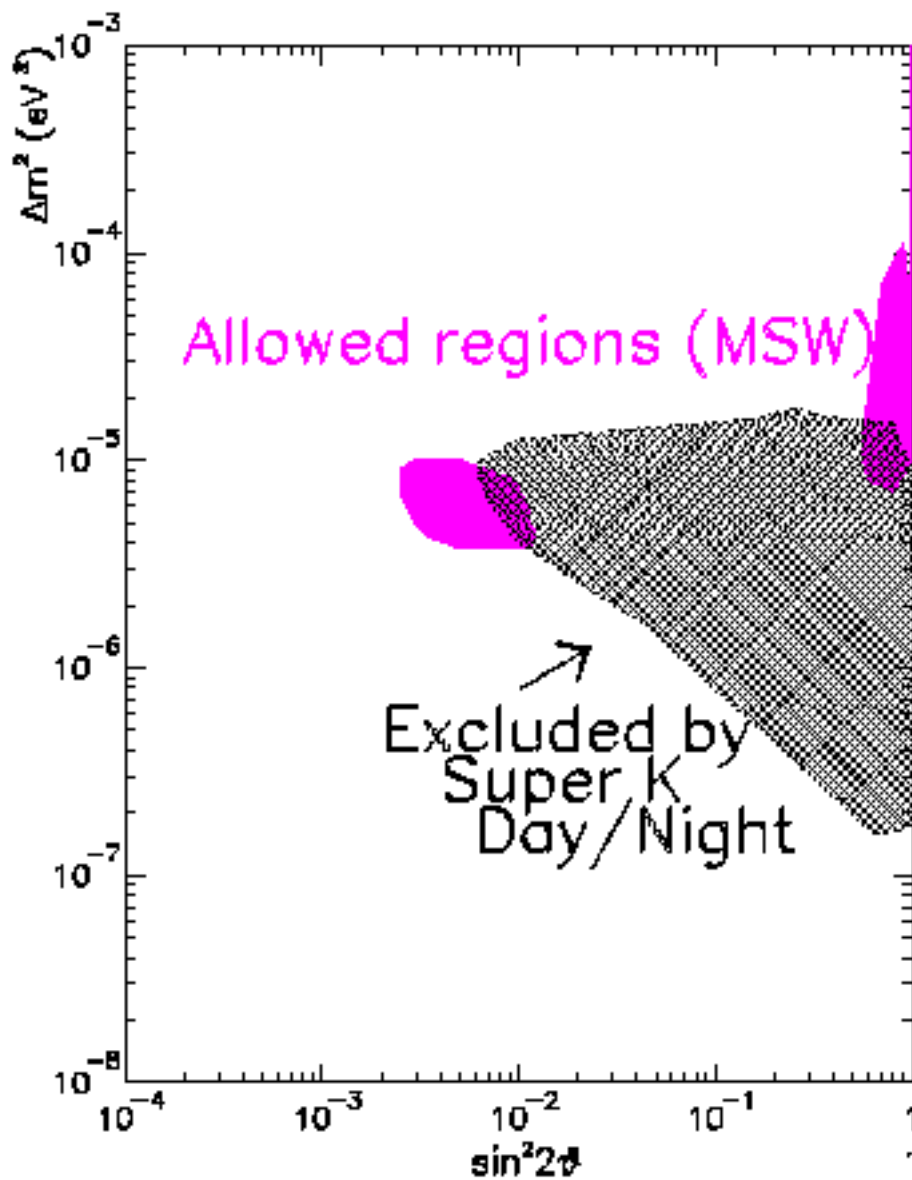 Δm² (eV²)
10⁻³
10⁻⁴
Allowed regions (MSW)
10⁻⁵
10⁻⁶
Excluded by
Super K
Day/Night
10⁻⁷
10⁻⁸
10⁻⁴ 10⁻³ 10⁻² 10⁻¹ 1
sin²2ϑ